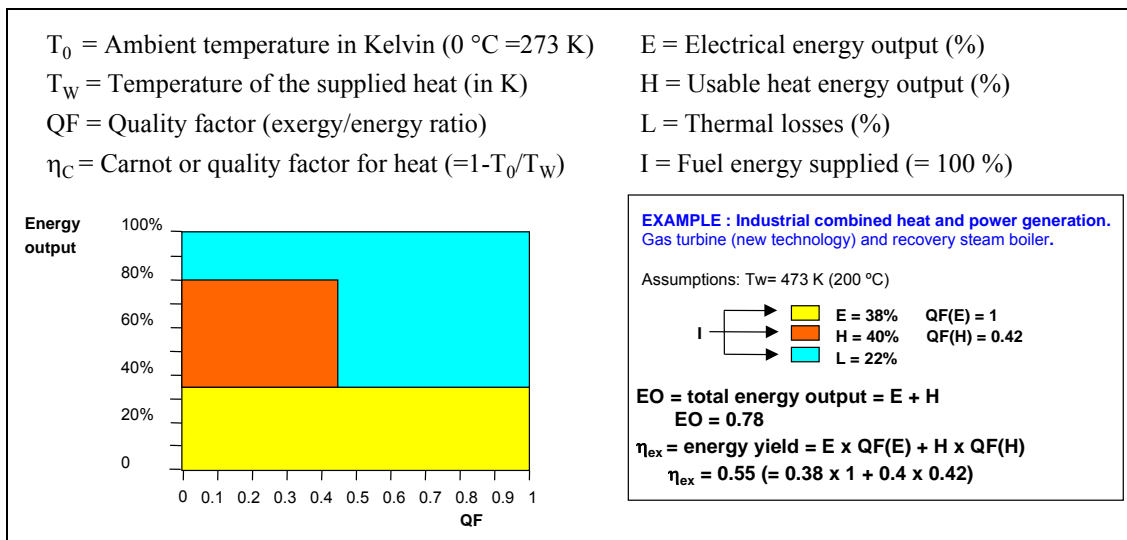 T0 = Ambient temperature in Kelvin (0 °C =273 K)
TW = Temperature of the supplied heat (in K)
QF = Quality factor (exergy/energy ratio)
ηC = Carnot or quality factor for heat (=1-T0/TW)
E = Electrical energy output (%)
H = Usable heat energy output (%)
L = Thermal losses (%)
I = Fuel energy supplied (= 100 %)
Energy
output
100%
80%
60%
40%
20%
0
0 0.1 0.2 0.3 0.4 0.5 0.6 0.7 0.8 0.9 1
QF
EXAMPLE : Industrial combined heat and power generation.
Gas turbine (new technology) and recovery steam boiler.
Assumptions: Tw= 473 K (200 ºC)
I
E = 38% QF(E) = 1
H = 40% QF(H) = 0.42
L = 22%
EO = total energy output = E + H
EO = 0.78
ηex = energy yield = E x QF(E) + H x QF(H)
ηex = 0.55 (= 0.38 x 1 + 0.4 x 0.42)